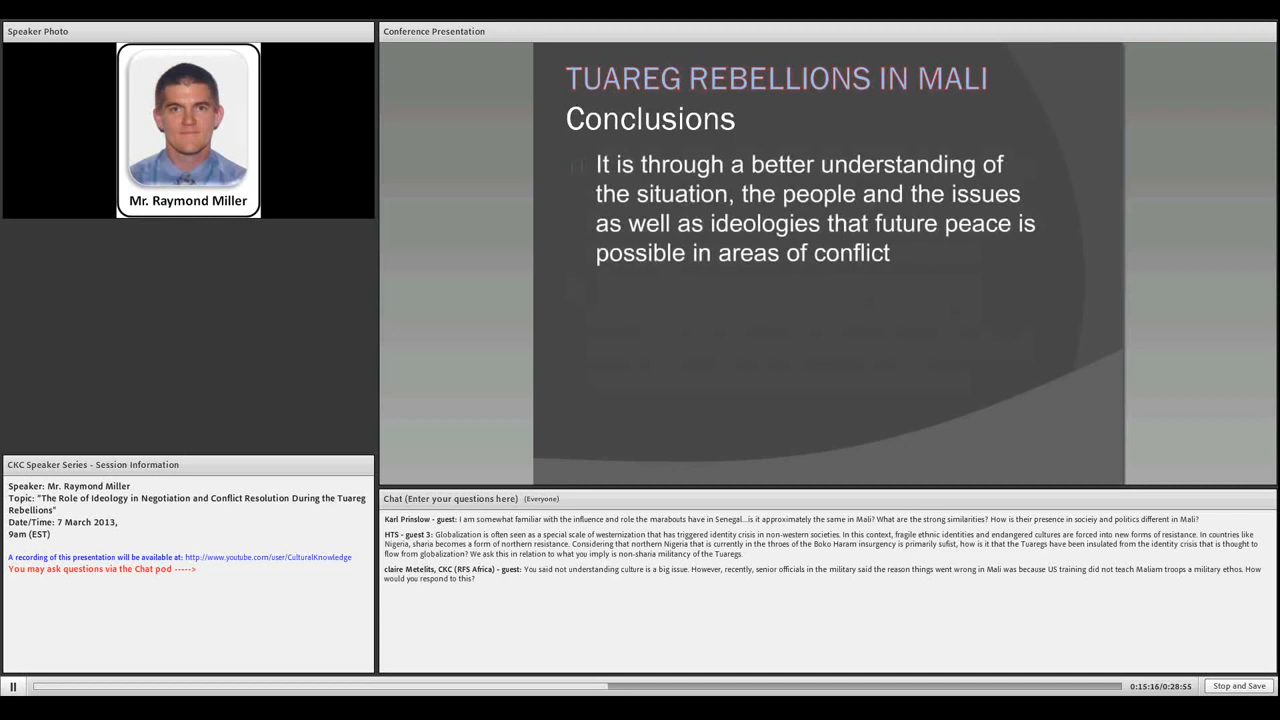 Speaker Photo
Mr. Raymond Miller
Conference Presentation
TUAREG REBELLIONS IN MALI
Conclusions
It is through a better understanding of
the situation, the people and the issues
as well as ideologies that future peace is
possible in areas of conflict
CKC Speaker Series - Session Information
Speaker: Mr. Raymond Miller
Topic: "The Role of Ideology in Negotiation and Conflict Resolution During the Tuareg
Rebellions"
Date/Time: 7 March 2013,
9am (EST)
A recording of this presentation will be available at: http://www.youtube.com/user/CulturalKnowledge
You may ask questions via the Chat pod ----->
Chat (Enter your questions here) (Everyone)
Karl Prinslow - guest: I am somewhat familiar with the influence and role the marabouts have in Senegal...is it approximately the same in Mali? What are the strong similarities? How is their presence in socieiy and politics different in Mali?
HTS - guest 3: Globalization is often seen as a special scale of westernization that has triggered identity crisis in non-western societies. In this context, fragile ethnic identities and endangered cultures are forced into new forms of resistance. In countries like
Nigeria, sharia becomes a form of northern resistance. Considering that northern Nigeria that is currently in the throes of the Boko Haram insurgency is primarily sufist, how is it that the Tuaregs have been insulated from the identity crisis that is thought to
flow from globalization? We ask this in relation to what you imply is non-sharia militancy of the Tuaregs.
claire Metelits, CKC (RFS Africa) - guest: You said not understanding culture is a big issue. However, recently, senior officials in the military said the reason things went wrong in Mali was because US training did not teach Maliam troops a military ethos. How
would you respond to this?
0:15:16/0:28:55
Stop and Save